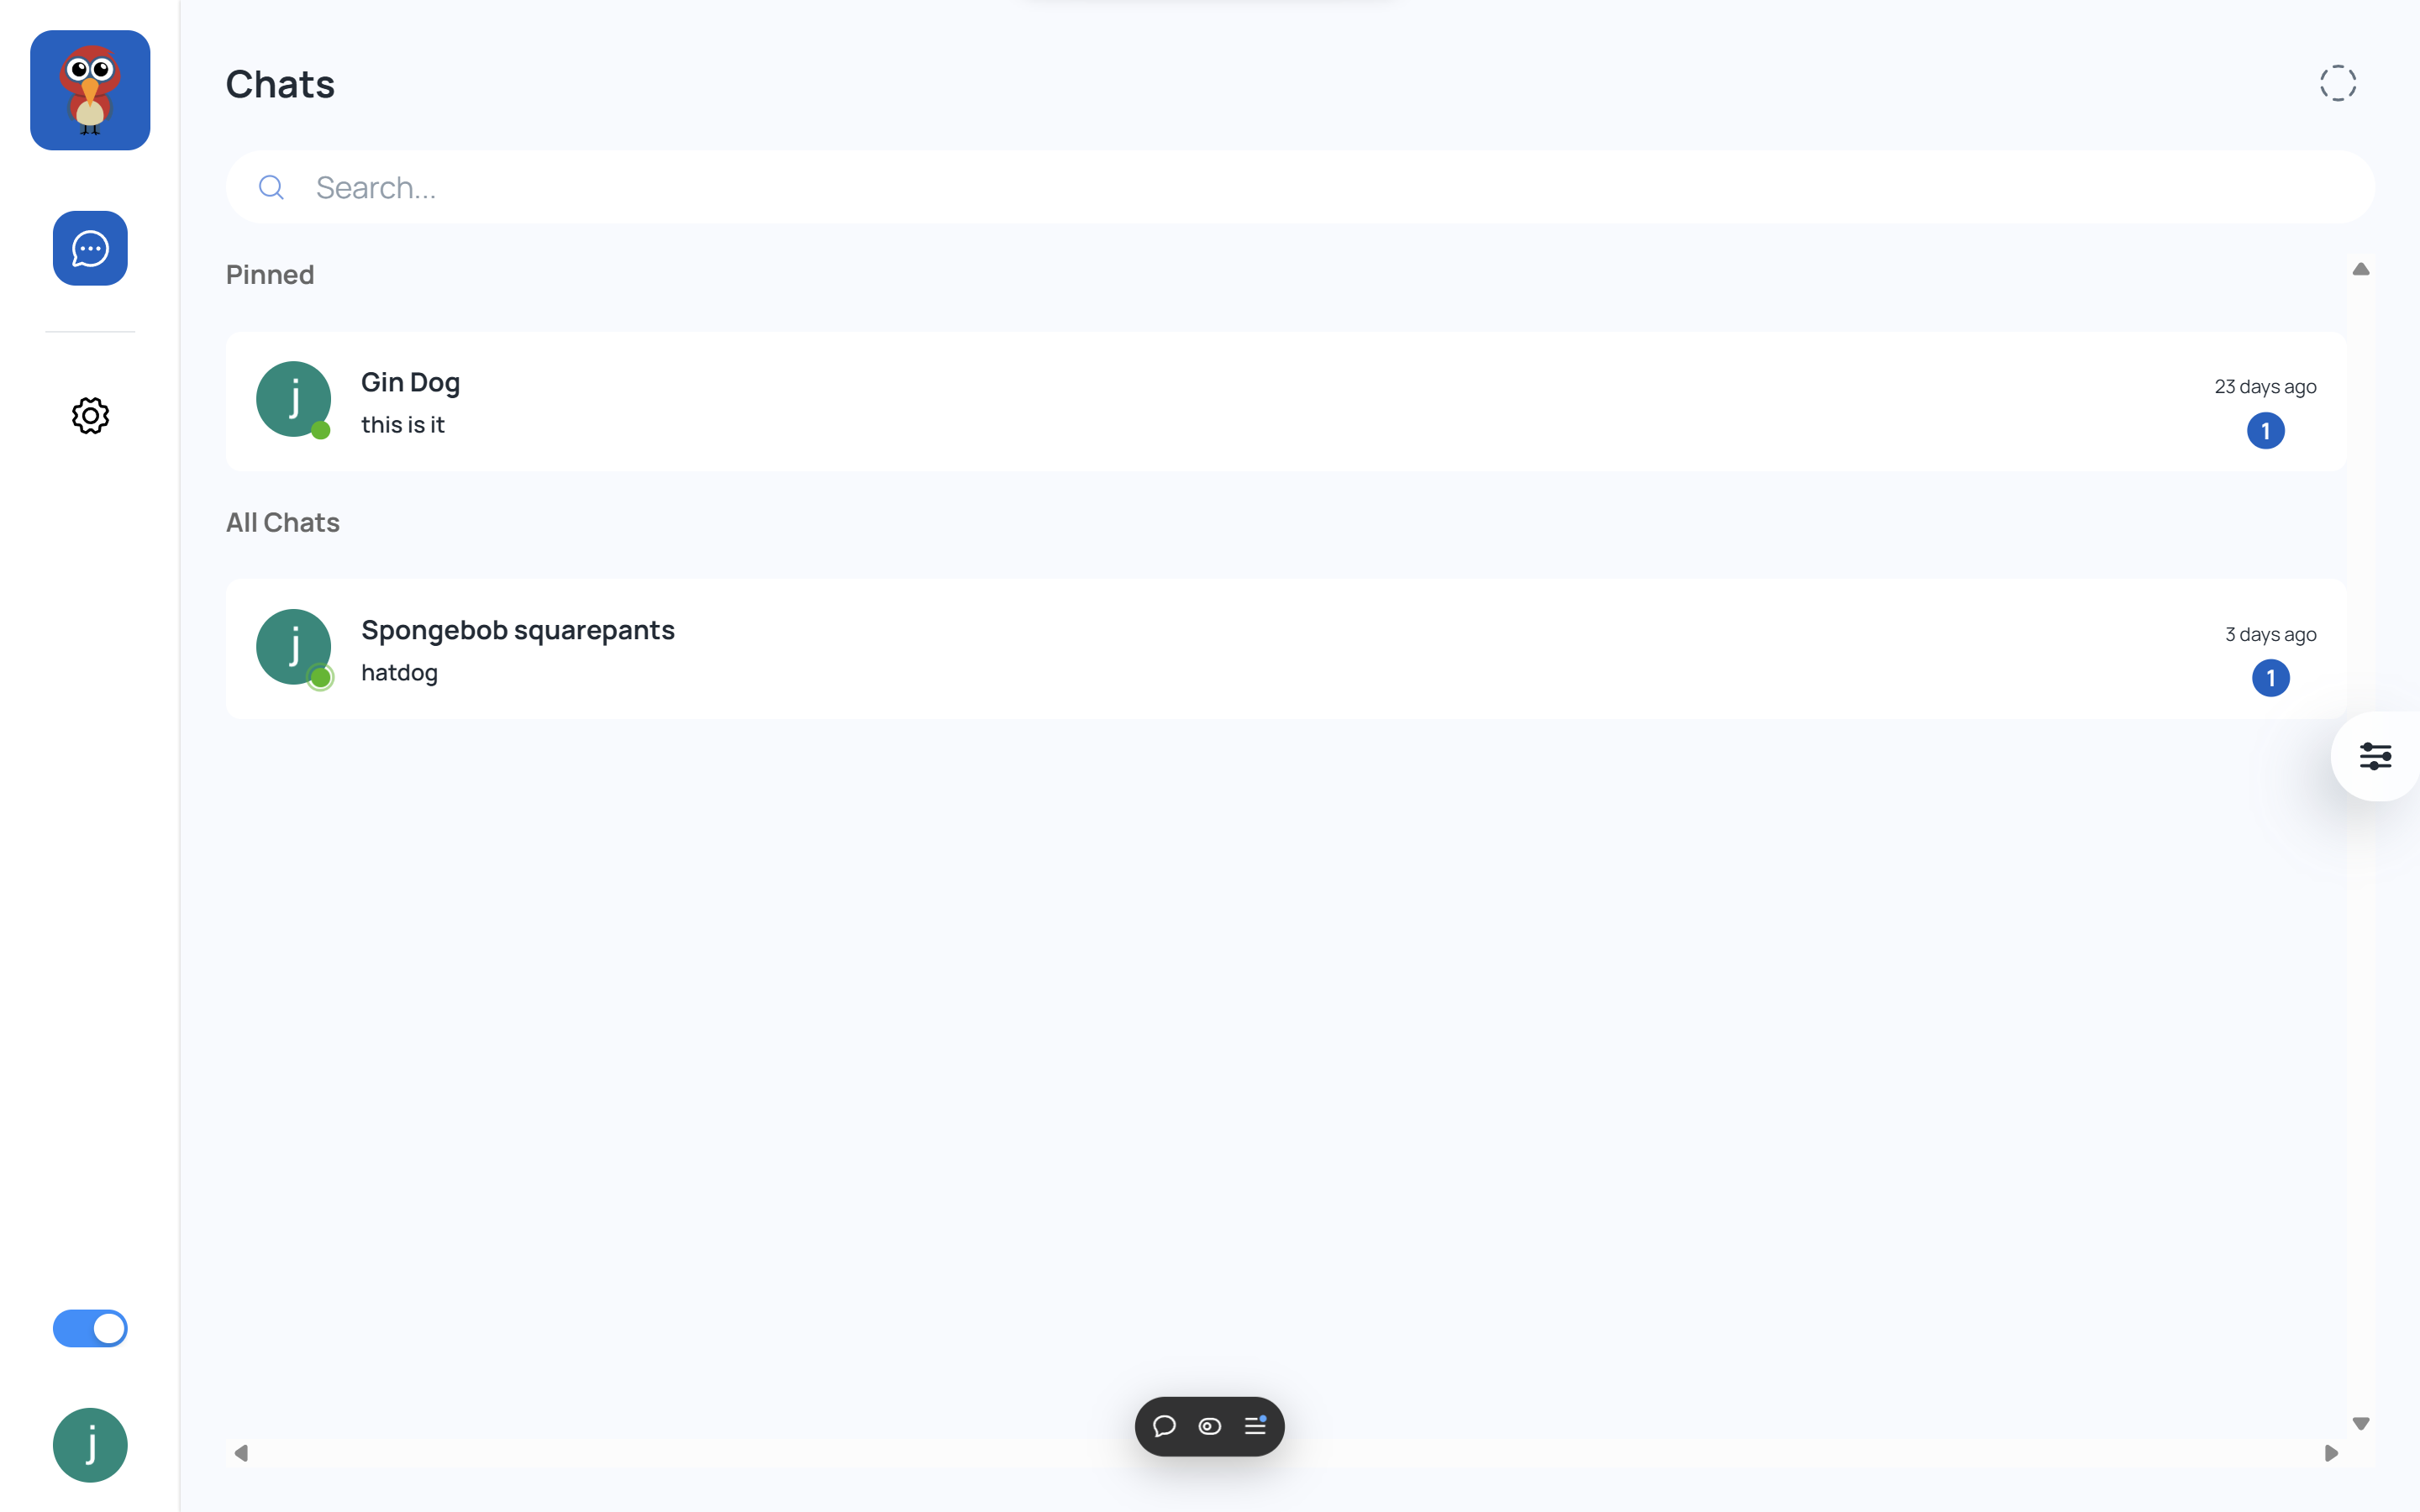 Chats
Search...
Pinned
j
Gin Dog
this is it
23 days ago
1
All Chats
j
Spongebob squarepants
hatdog
3 days ago
1
j